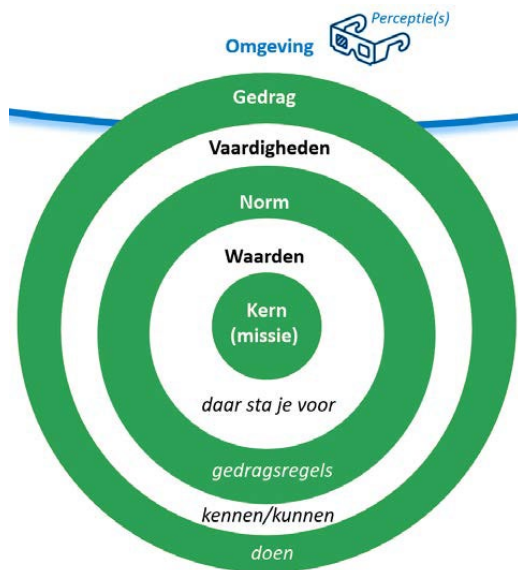 Perceptie(s)
Omgeving
Gedrag
Vaardigheden
Norm
Waarden
Kern
(missie)
daar sta je voor
gedragsregels
kennen/kunnen
doen